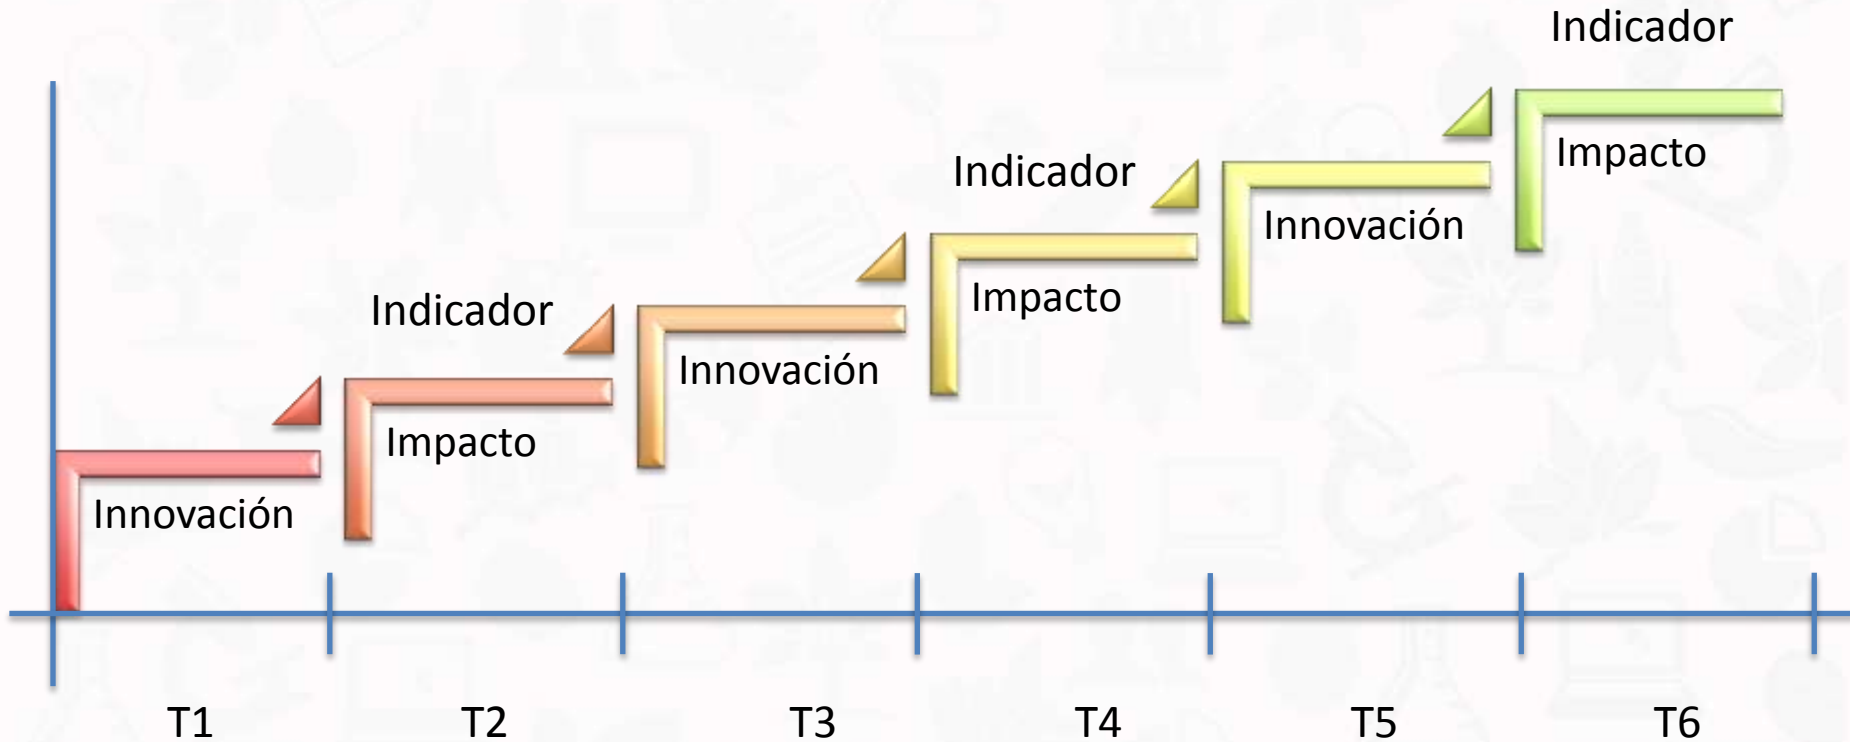 Indicador
Impacto
Indicador
Innovación
Impacto
Indicador
Innovación
Impacto
Innovación
T1 T2 T3 T4 T5 T6